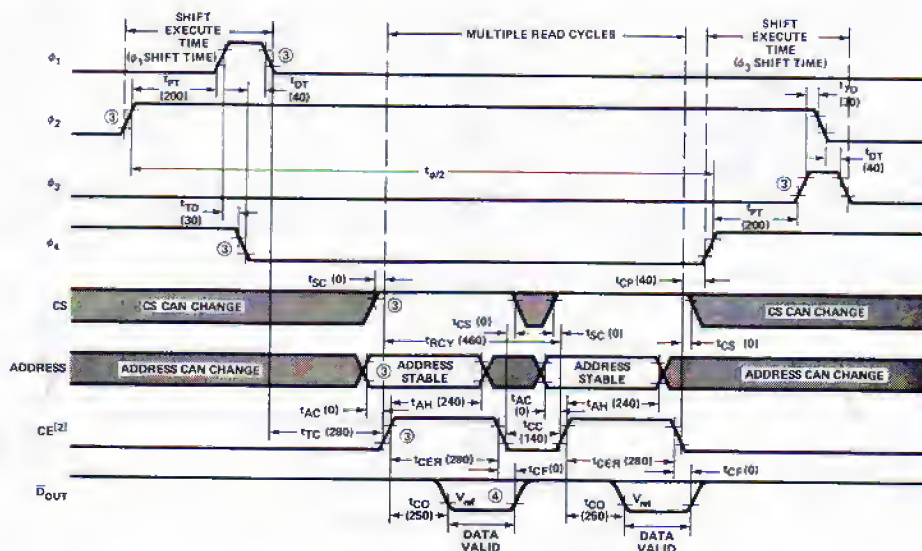 SHIFT
EXECUTE
TIME
(ϕ1 SHIFT TIME)
MULTIPLE READ CYCLES
SHIFT
EXECUTE
TIME
(ϕ3 SHIFT TIME)
ϕ1
③
tPT
(200)
tDT
(40)
tTD
(30)
ϕ2
③
tDT
(40)
tϕ/2
ϕ3
③
tTD
(30)
tPT
(200)
ϕ4
③
tSC (0)
tCP (40)
CS
CS CAN CHANGE
③
CS CAN CHANGE
tCS (0)
tSC (0)
tCS (0)
tRCY (460)
ADDRESS
ADDRESS CAN CHANGE
③
ADDRESS
STABLE
ADDRESS
STABLE
ADDRESS CAN CHANGE
tAC (0)
tAH (240)
tAC
(0)
tAH (240)
tTC (280)
tCC
(140)
CE[2]
③
tCER (280)
tCF (0)
tCER (280)
tCF (0)
DOUT
tCO
(250)
Vref
④
tCO
(250)
Vref
DATA
VALID
DATA
VALID